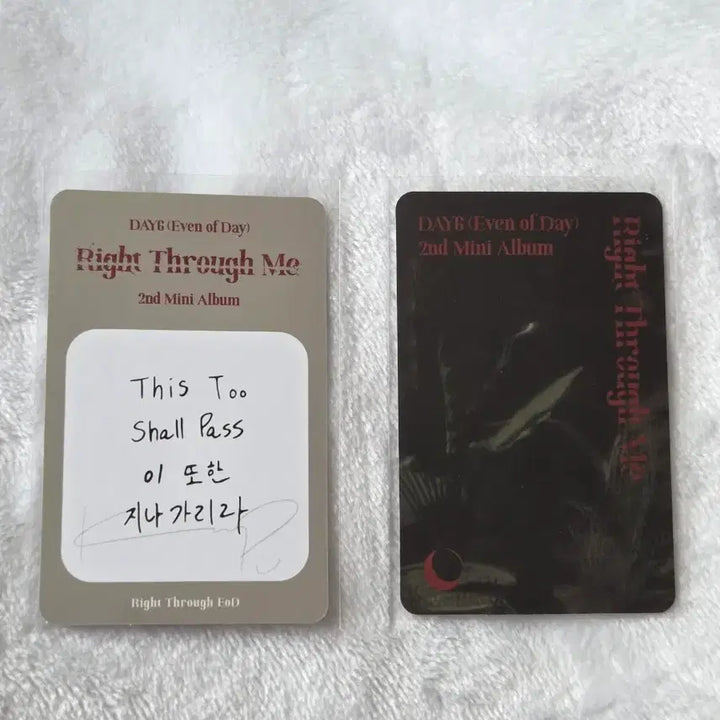 DAY6 (Even of Day)
Right Through Me
2nd Mini Album
This Too
Shall Pass
이 또한
지나가리라
Right Through EoD
DAY6 (Even of Day)
2nd Mini Album
Right Through Me